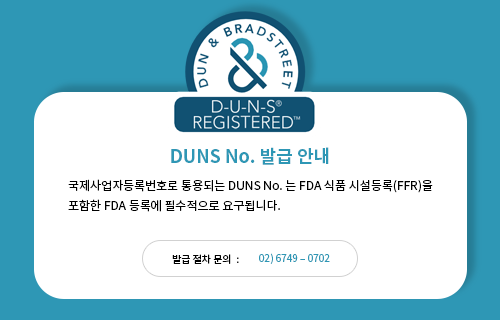 DUN & BRADSTREET
D-U-N-S®
REGISTERED™
DUNS No. 발급 안내
국제사업자등록번호로 통용되는 DUNS No. 는 FDA 식품 시설등록(FFR)을
포함한 FDA 등록에 필수적으로 요구됩니다.
발급 절차 문의 : 02) 6749 – 0702